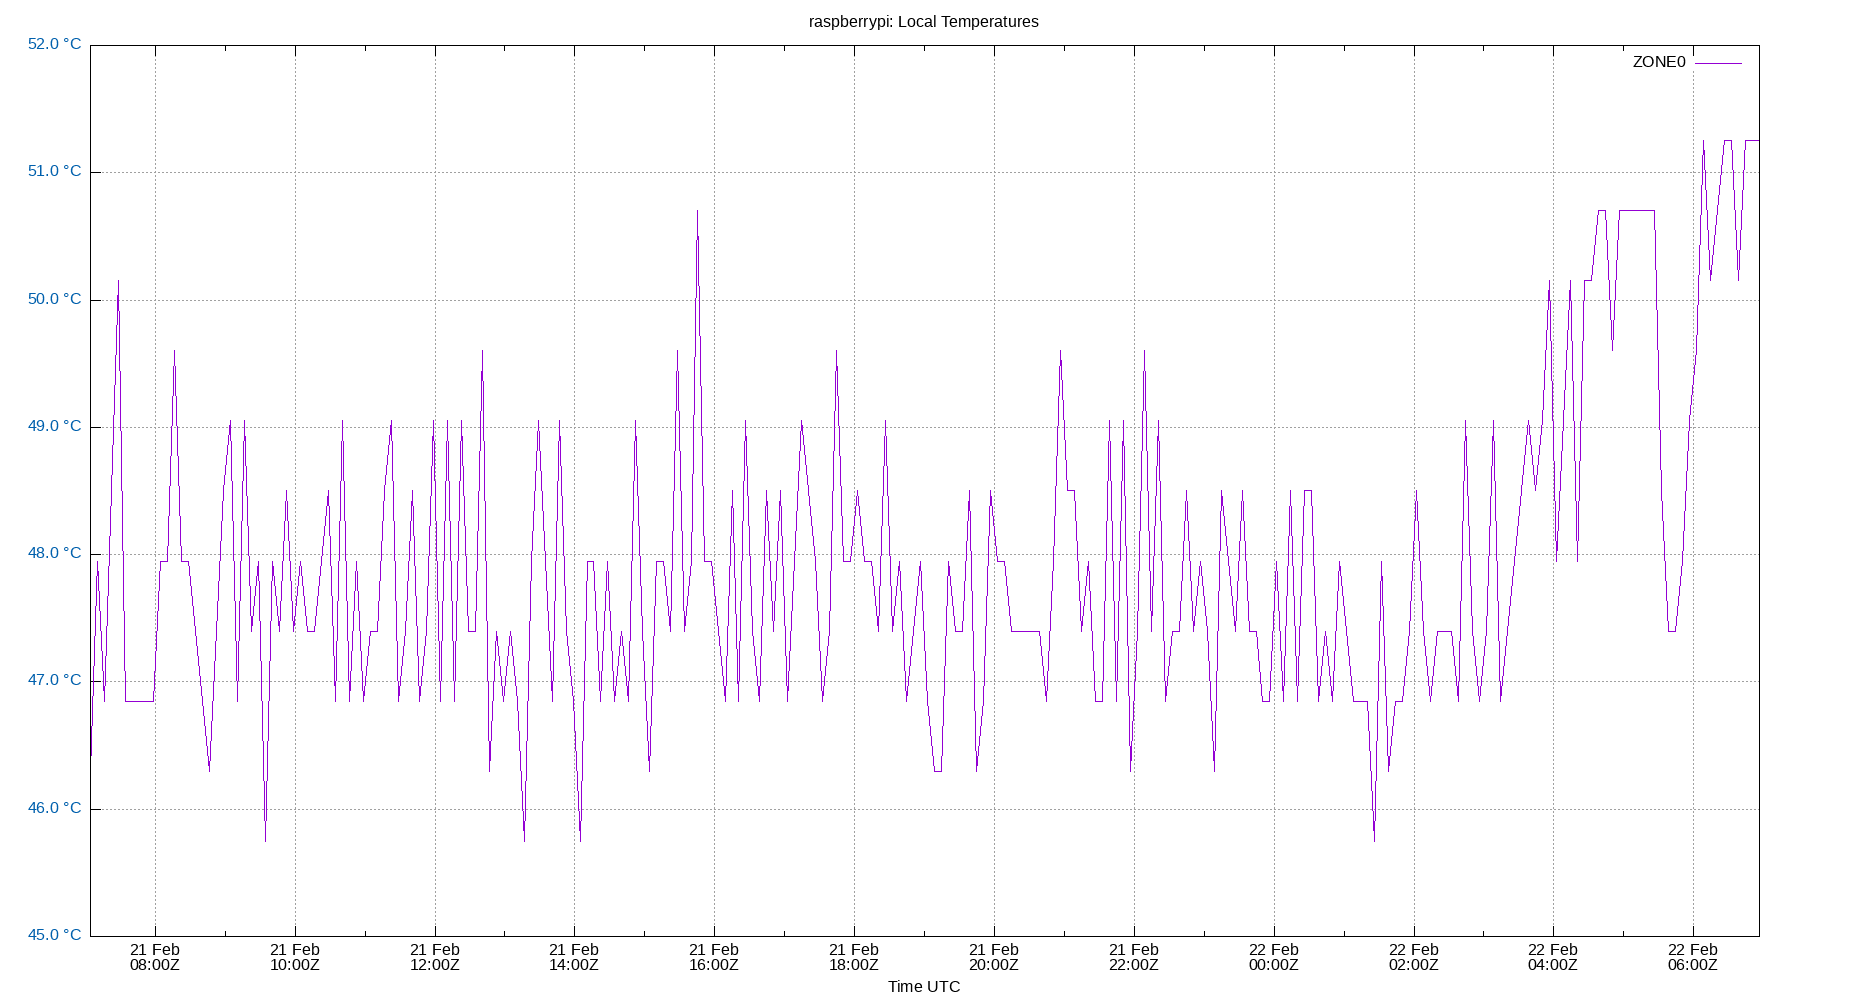 raspberrypi: Local Temperatures
52.0 °C
ZONE0
51.0 °C
50.0 °C
49.0 °C
48.0 °C
47.0 °C
46.0 °C
45.0 °C
21 Feb 21 Feb 21 Feb 21 Feb 21 Feb 21 Feb 21 Feb 21 Feb 22 Feb 22 Feb 22 Feb 22 Feb
08:00Z 10:00Z 12:00Z 14:00Z 16:00Z 18:00Z 20:00Z 22:00Z 00:00Z 02:00Z 04:00Z 06:00Z
Time UTC